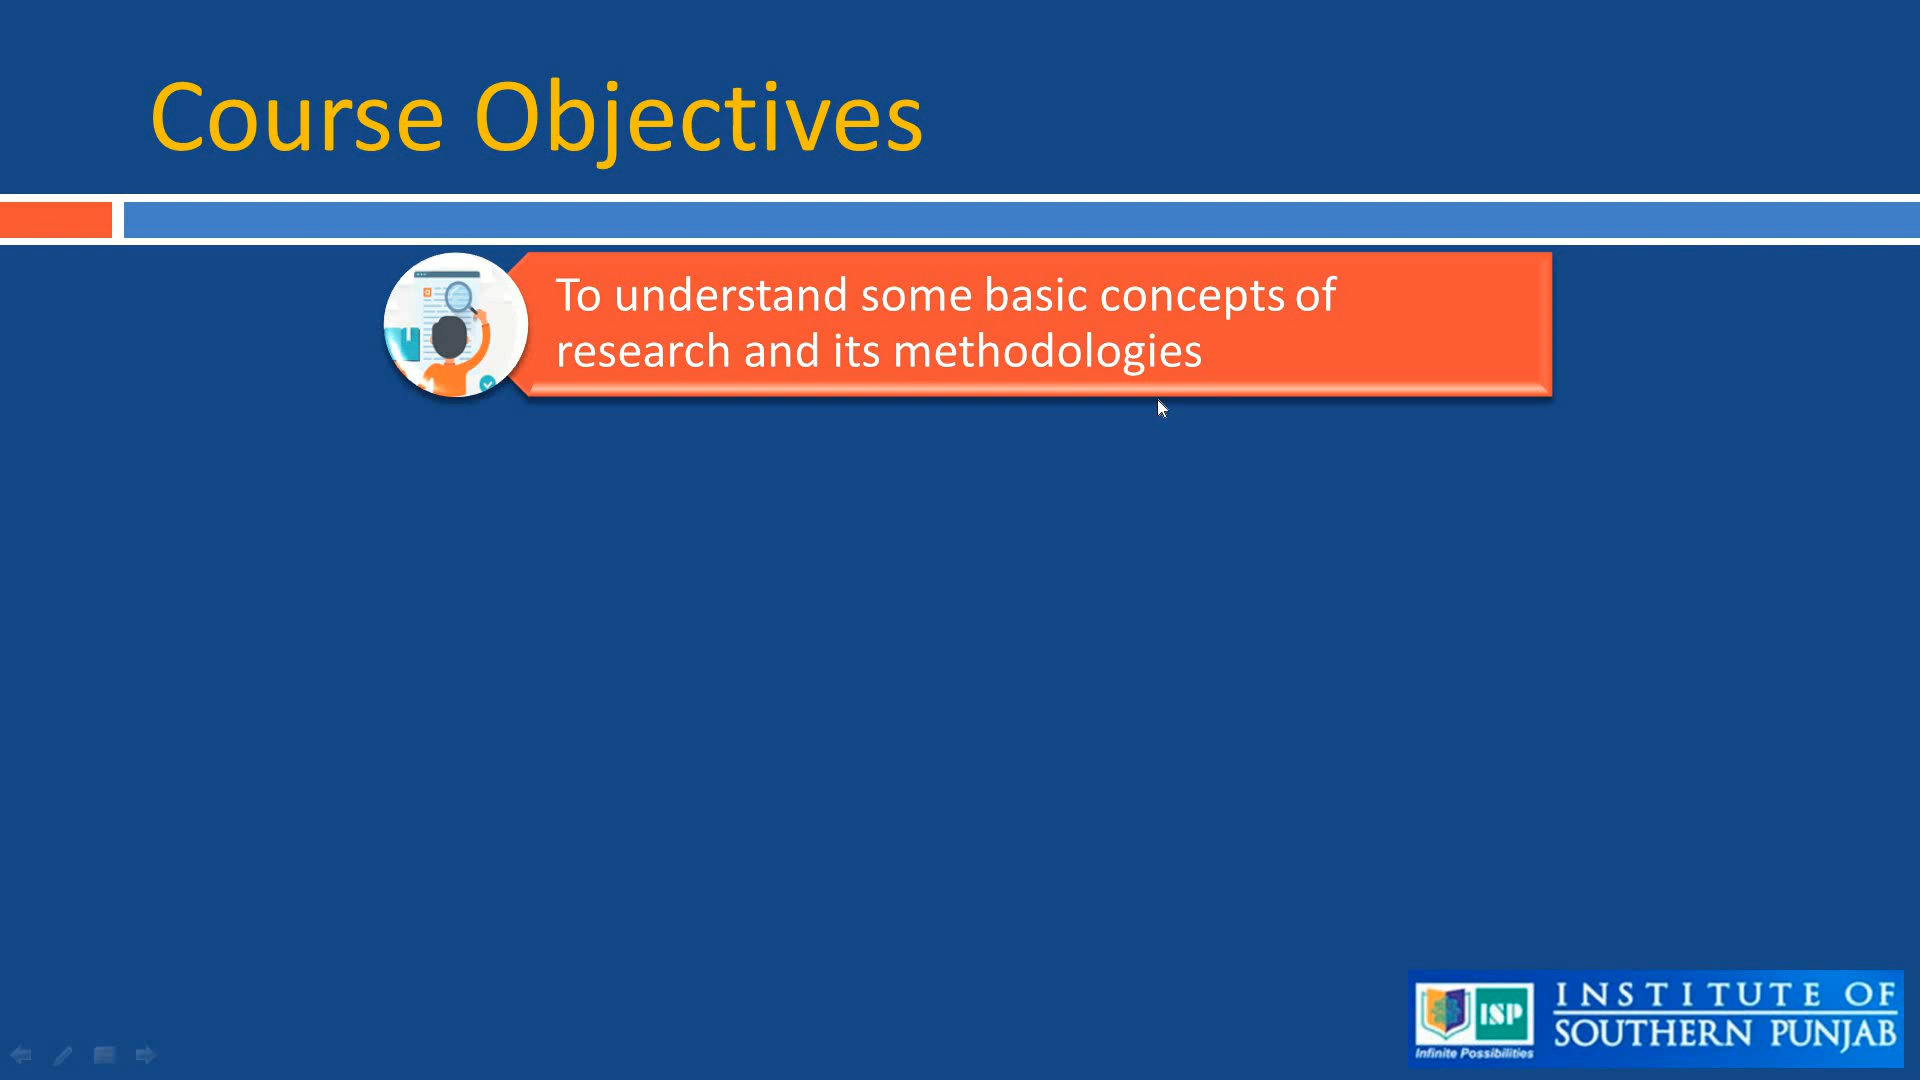 Course Objectives
To understand some basic concepts of
research and its methodologies
ISP
Infinite Possibilities
INSTITUTE OF
SOUTHERN PUNJAB